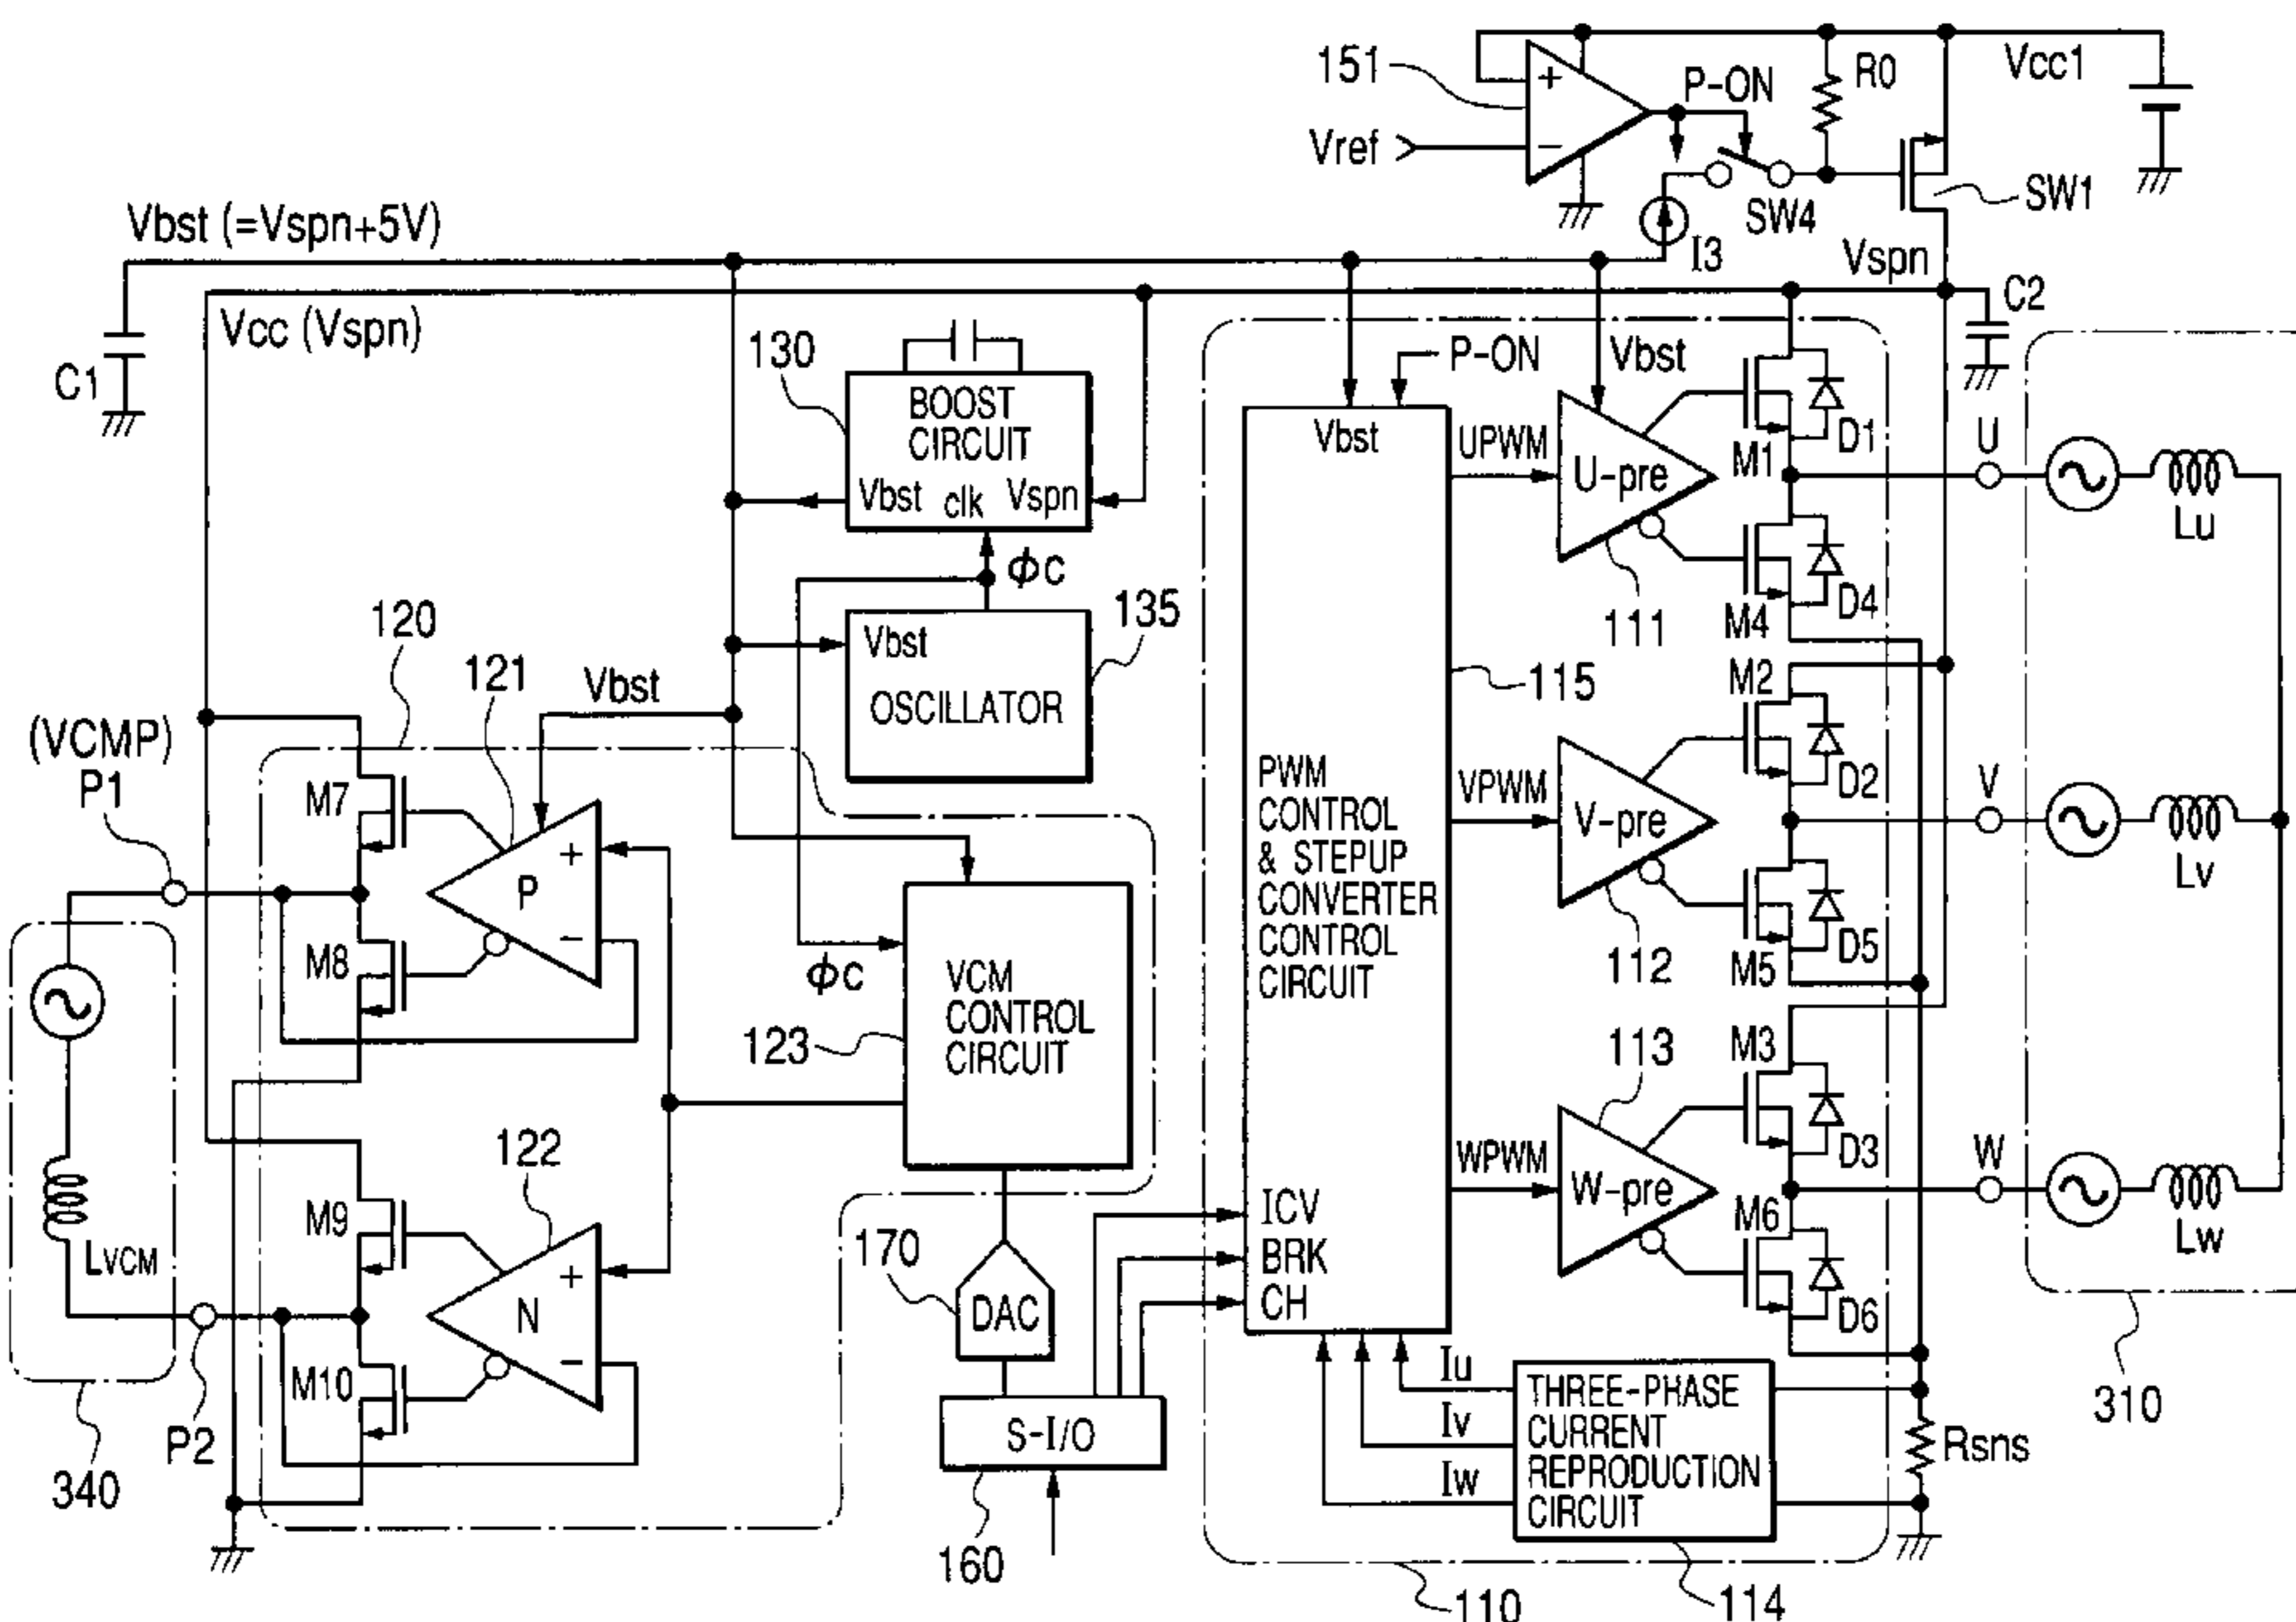 151
+
−
P-ON
R0
Vcc1
Vref
SW4
SW1
I3
Vspn
Vbst (=Vspn+5V)
Vcc (Vspn)
C1
C2
130
BOOST
CIRCUIT
Vbst clk Vspn
ϕc
P-ON
Vbst
Vbst
UPWM
U-pre
111
M1
D1
U
Lu
M4
D4
120
121
Vbst
Vbst
OSCILLATOR
135
115
M2
D2
(VCMP)
P1
M7
+
P
−
M8
PWM
CONTROL
& STEPUP
CONVERTER
CONTROL
CIRCUIT
VPWM
V-pre
112
V
Lv
M5
D5
ϕc
VCM
CONTROL
CIRCUIT
123
113
M3
D3
WPWM
W-pre
W
Lw
M6
D6
122
M9
+
N
−
M10
LVCM
P2
340
170
DAC
ICV
BRK
CH
S-I/O
160
Iu
Iv
Iw
THREE-PHASE
CURRENT
REPRODUCTION
CIRCUIT
Rsns
310
110
114